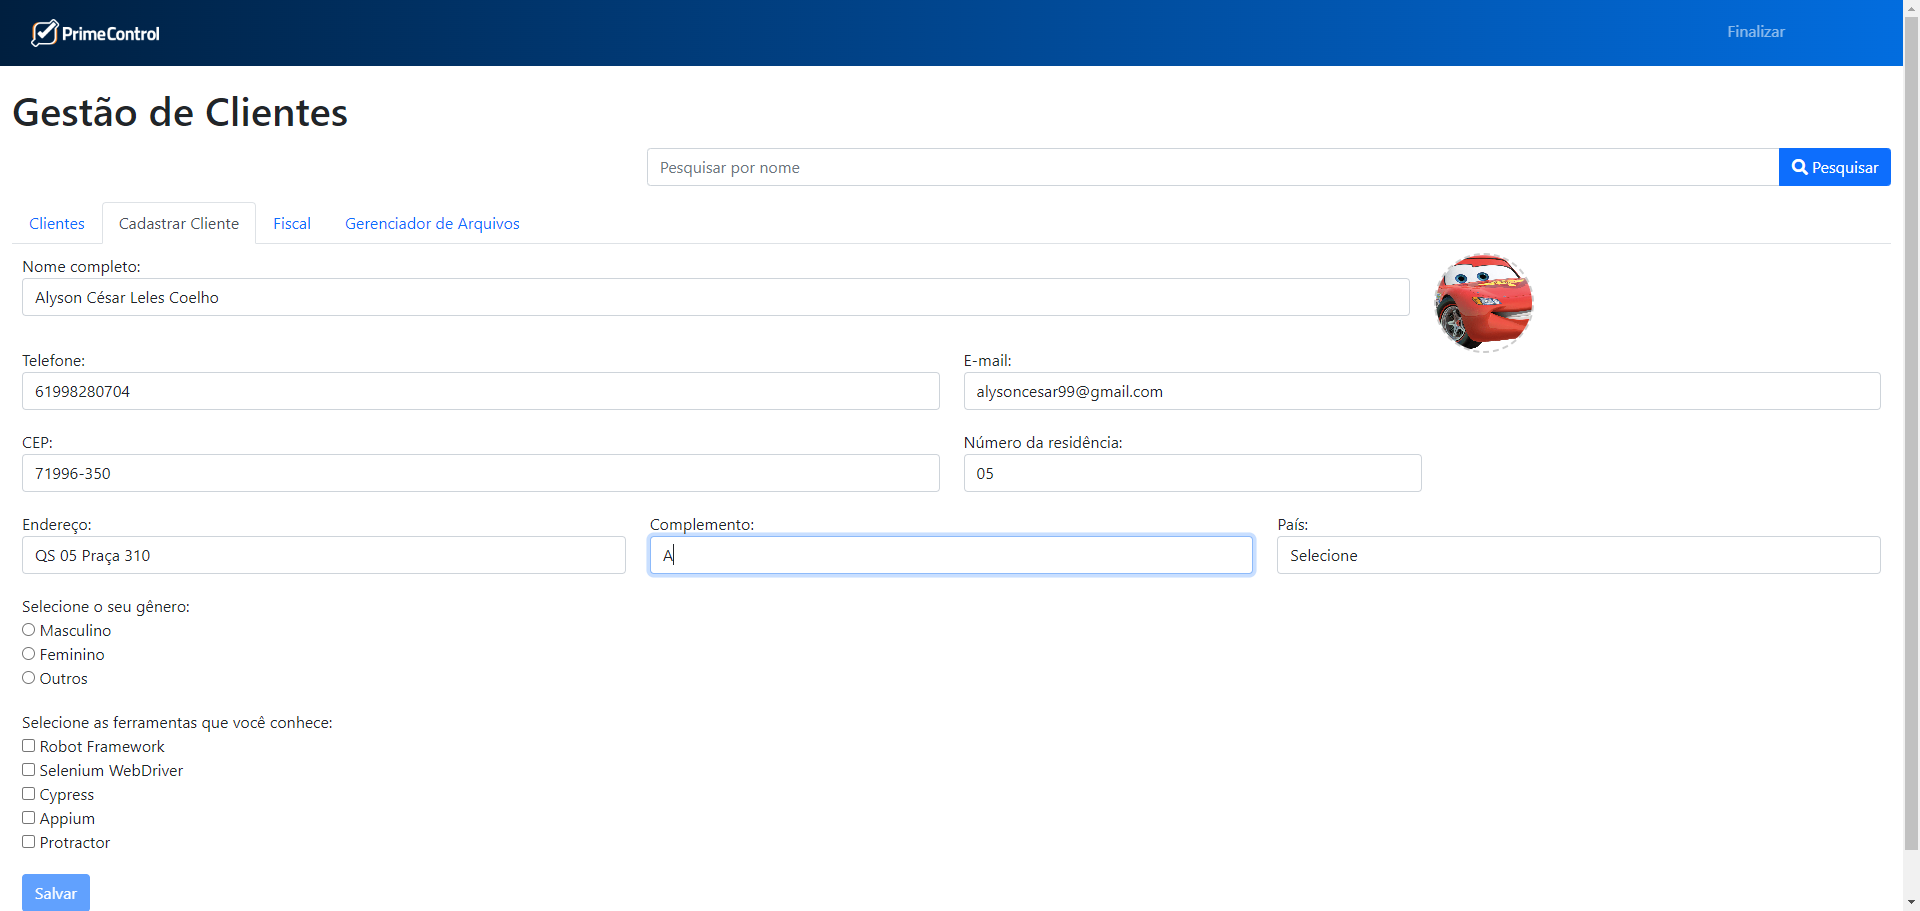 PrimeControl
Finalizar
Gestão de Clientes
Pesquisar por nome
Pesquisar
Clientes
Cadastrar Cliente
Fiscal
Gerenciador de Arquivos
Nome completo:
Alyson César Leles Coelho
Telefone:
E-mail:
61998280704
alysoncesar99@gmail.com
CEP:
Número da residência:
71996-350
05
Endereço:
Complemento:
País:
QS 05 Praça 310
A
Selecione
Selecione o seu gênero:
Masculino
Feminino
Outros
Selecione as ferramentas que você conhece:
Robot Framework
Selenium WebDriver
Cypress
Appium
Protractor
Salvar